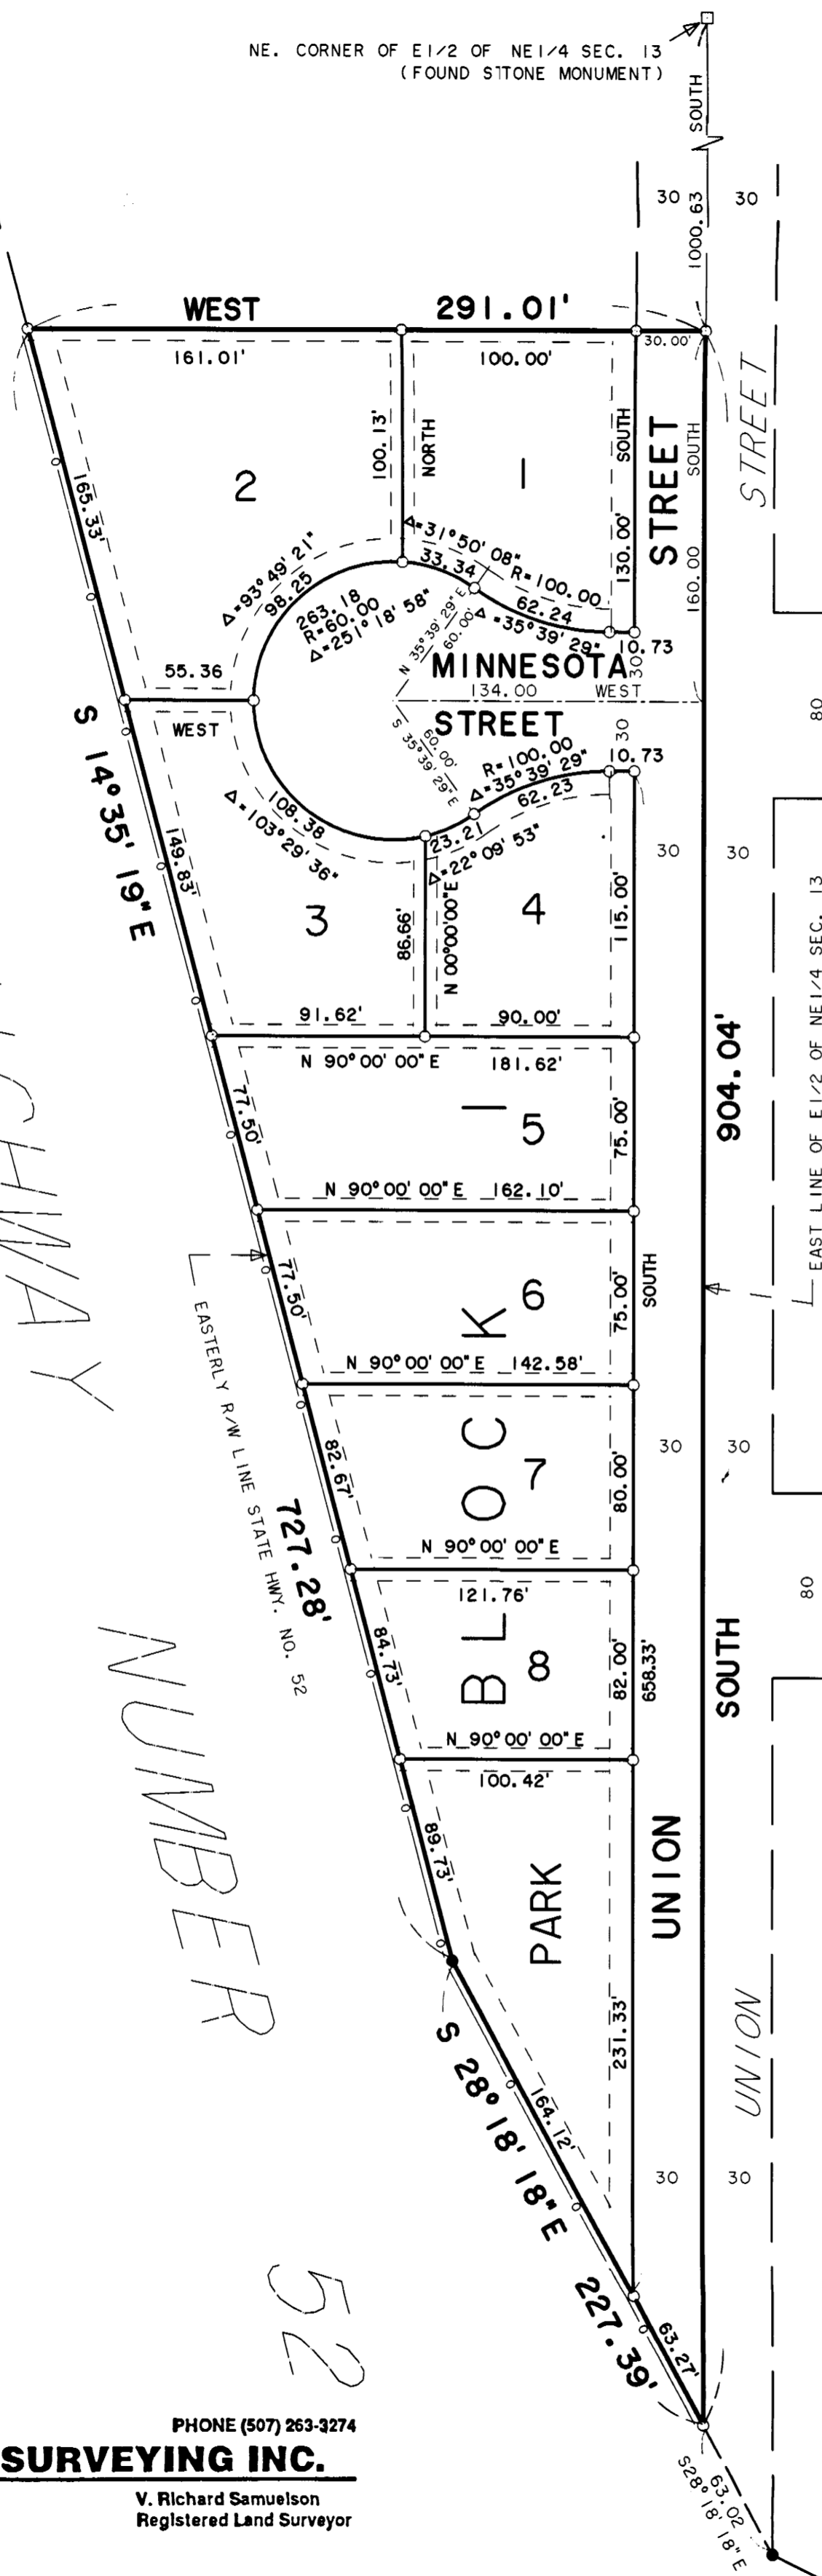 NE. CORNER OF E1/2 OF NE1/4 SEC. 13
(FOUND STONE MONUMENT)
SOUTH
1000.63
30
30
WEST 291.01'
161.01'
100.00'
30.00'
STREET
STREET
SOUTH
160.00
SOUTH
130.00'
100.13'
NORTH
1
2
165.33'
Δ=31°50'08"
33.34
R=100.00
62.24
Δ=35°39'29"
10.73
Δ=93°49'21"
98.25
263.18
R=60.00
Δ=251°18'58"
N 35°39'29"E
60.00'
MINNESOTA
30
134.00 WEST
STREET
30
60.00'
S 35°39'29"E
55.36
WEST
R=100.00
Δ=35°39'29"
62.23
10.73
80
S 14°35'19"E
108.38
Δ=103°29'36"
23.21
Δ=22°09'53"
149.83'
3
86.66'
N 00°00'00"E
4
115.00'
30
30
91.62'
90.00'
N 90°00'00"E 181.62'
904.04'
EAST LINE OF E1/2 OF NE1/4 SEC. 13
77.50'
5
75.00'
N 90°00'00"E 162.10'
77.50'
6
75.00'
SOUTH
HIGHWAY
EASTERLY R/W LINE STATE HWY. NO. 52
N 90°00'00"E 142.58'
BLOCK 1
82.67'
7
80.00'
30
30
727.28'
N 90°00'00"E
121.76'
80
84.73'
8
82.00'
658.33'
SOUTH
NUMBER
N 90°00'00"E
100.42'
89.73'
PARK
UNION
231.33'
UNION
S 28°18'18"E
164.12'
30
30
52
227.39'
63.27'
63.02
S28°18'18"E
PHONE (507) 263-3274
SURVEYING INC.
V. Richard Samuelson
Registered Land Surveyor